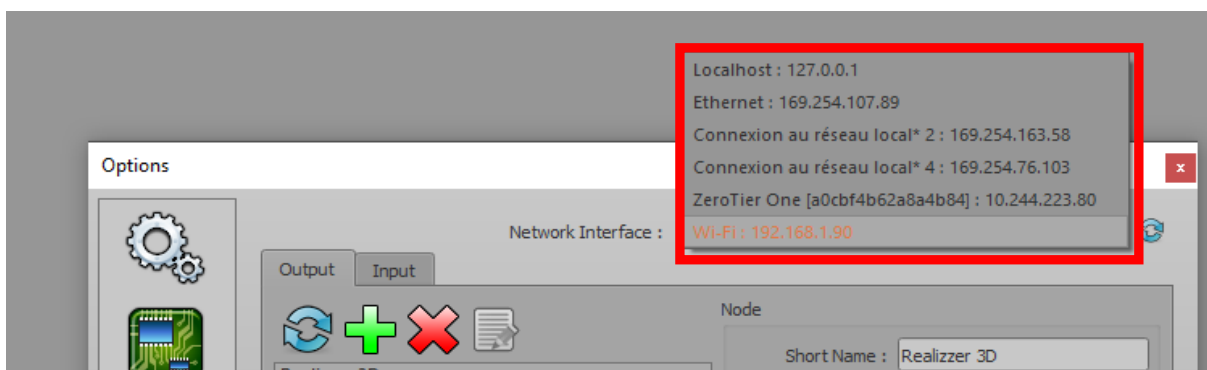 Localhost : 127.0.0.1
Ethernet : 169.254.107.89
Connexion au réseau local* 2 : 169.254.163.58
Connexion au réseau local* 4 : 169.254.76.103
ZeroTier One [a0cbf4b62a8a4b84] : 10.244.223.80
Options
Network Interface :
Wi-Fi : 192.168.1.90
Output
Input
Node
Short Name :
Realizzer 3D
Realizzer 3D